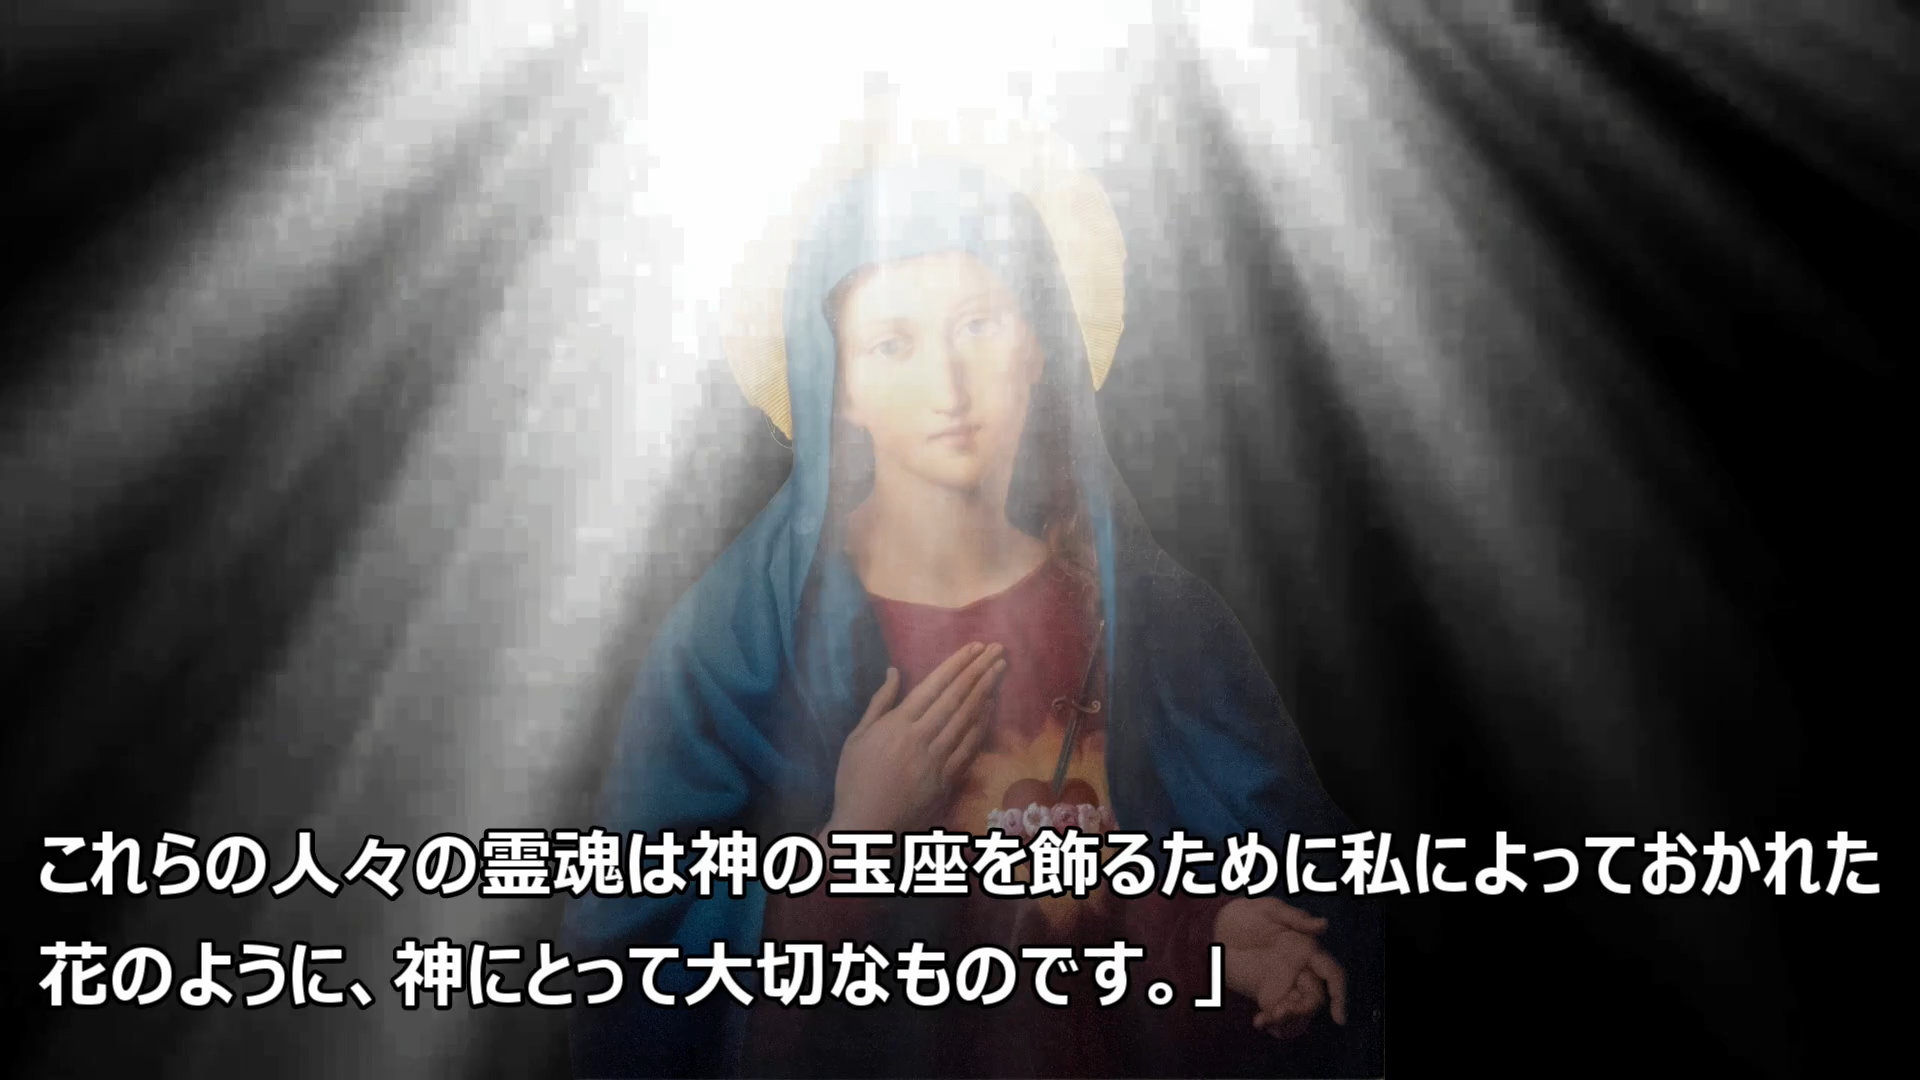 これらの人々の霊魂は神の玉座を飾るために私によっておかれた
花のように、神にとって大切なものです。」